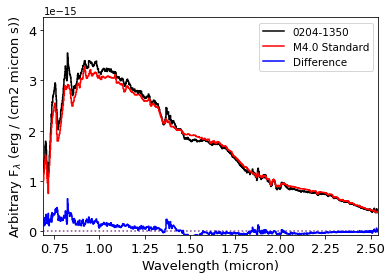 1e−15
0204-1350
M4.0 Standard
Difference
4
3
2
1
0
Arbitrary Fλ (erg / (cm2 micron s))
0.75 1.00 1.25 1.50 1.75 2.00 2.25 2.50
Wavelength (micron)